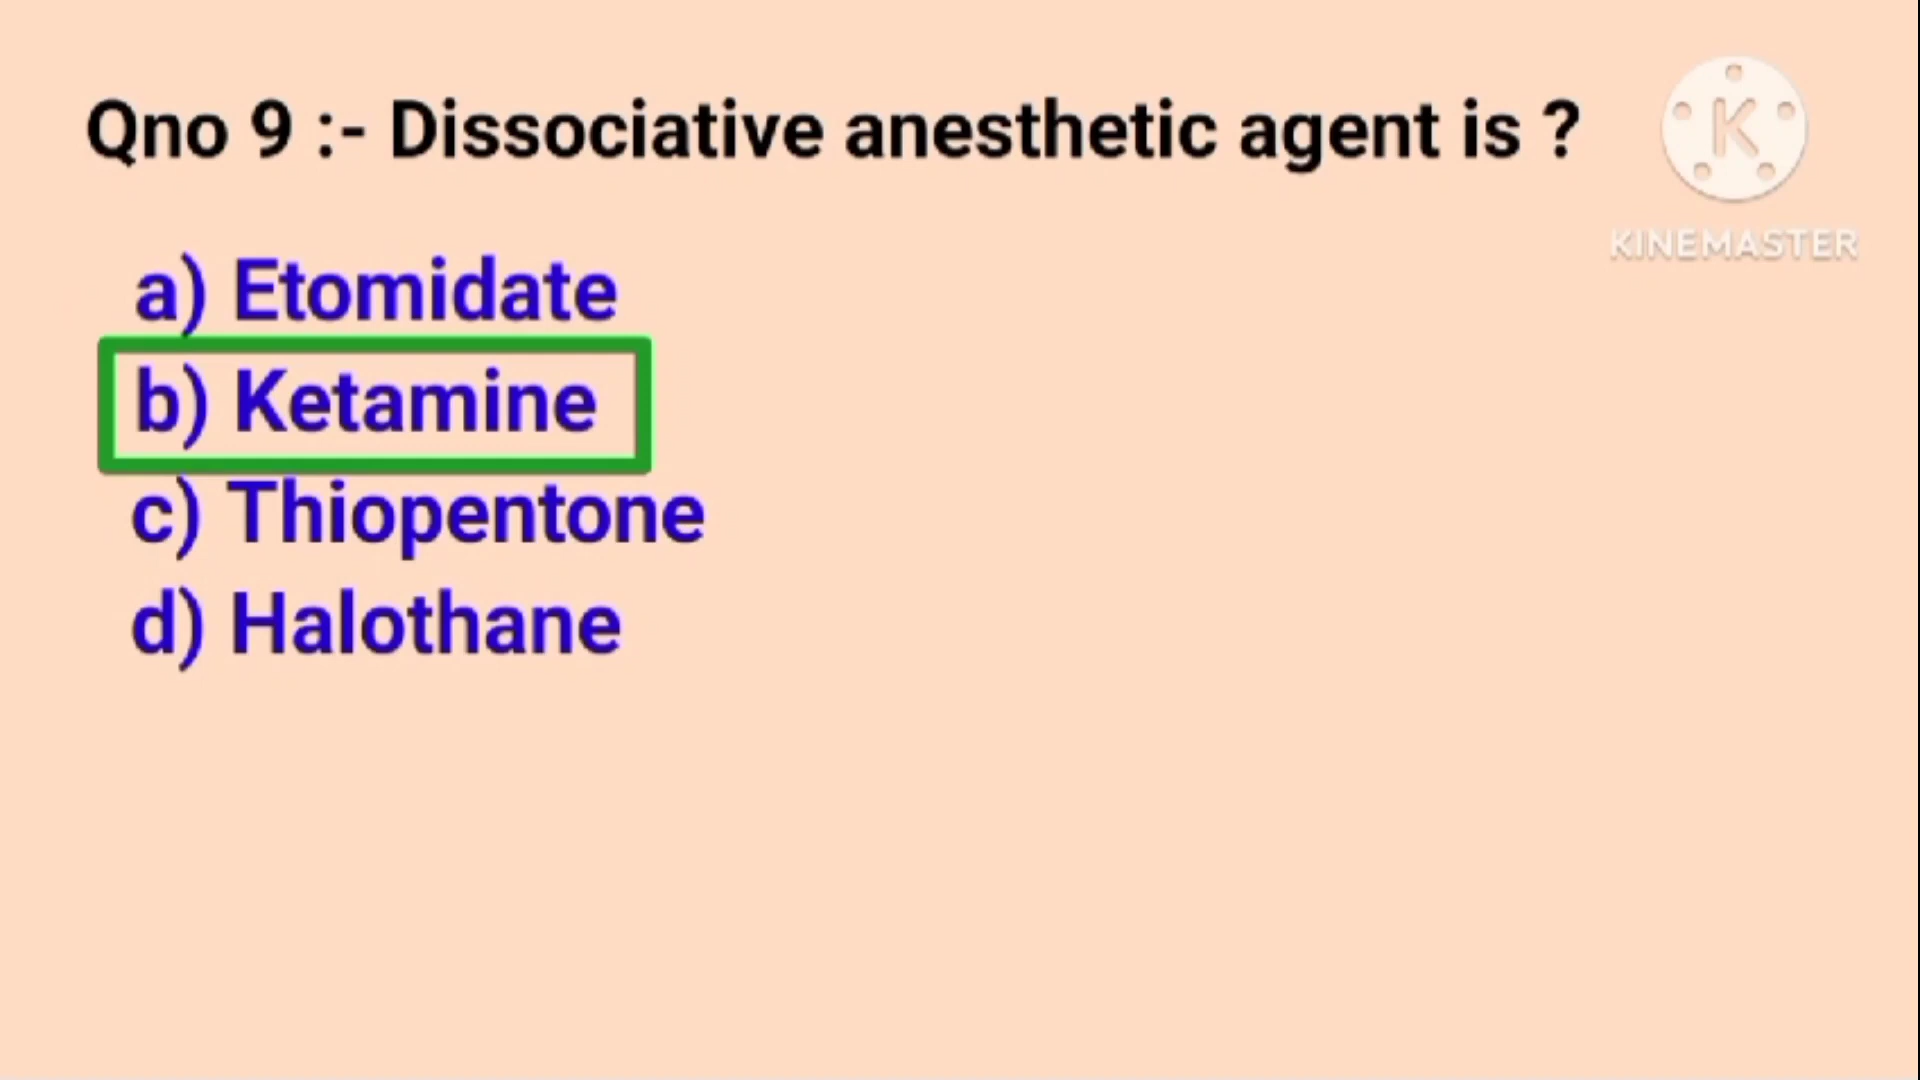 Qno 9 :- Dissociative anesthetic agent is ?
K
KINEMASTER
a) Etomidate
b) Ketamine
c) Thiopentone
d) Halothane